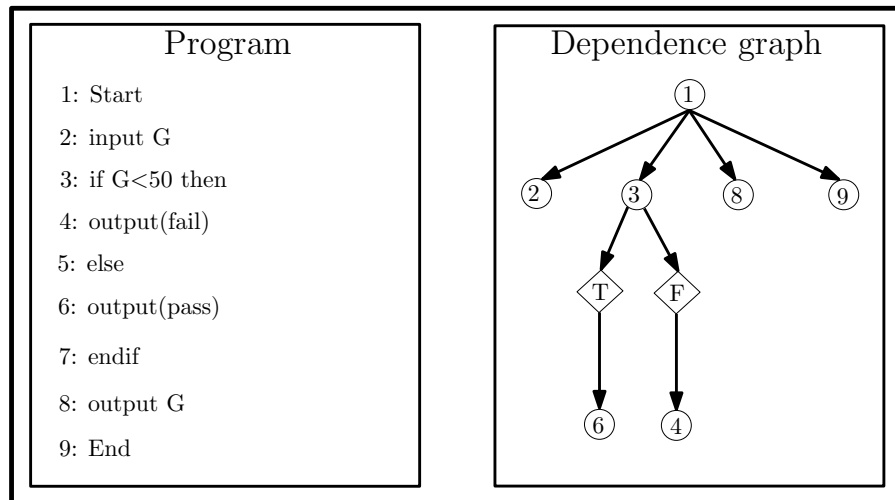 Program
1: Start
2: input G
3: if G<50 then
4: output(fail)
5: else
6: output(pass)
7: endif
8: output G
9: End
Dependence graph
1
2
3
8
9
T
F
6
4